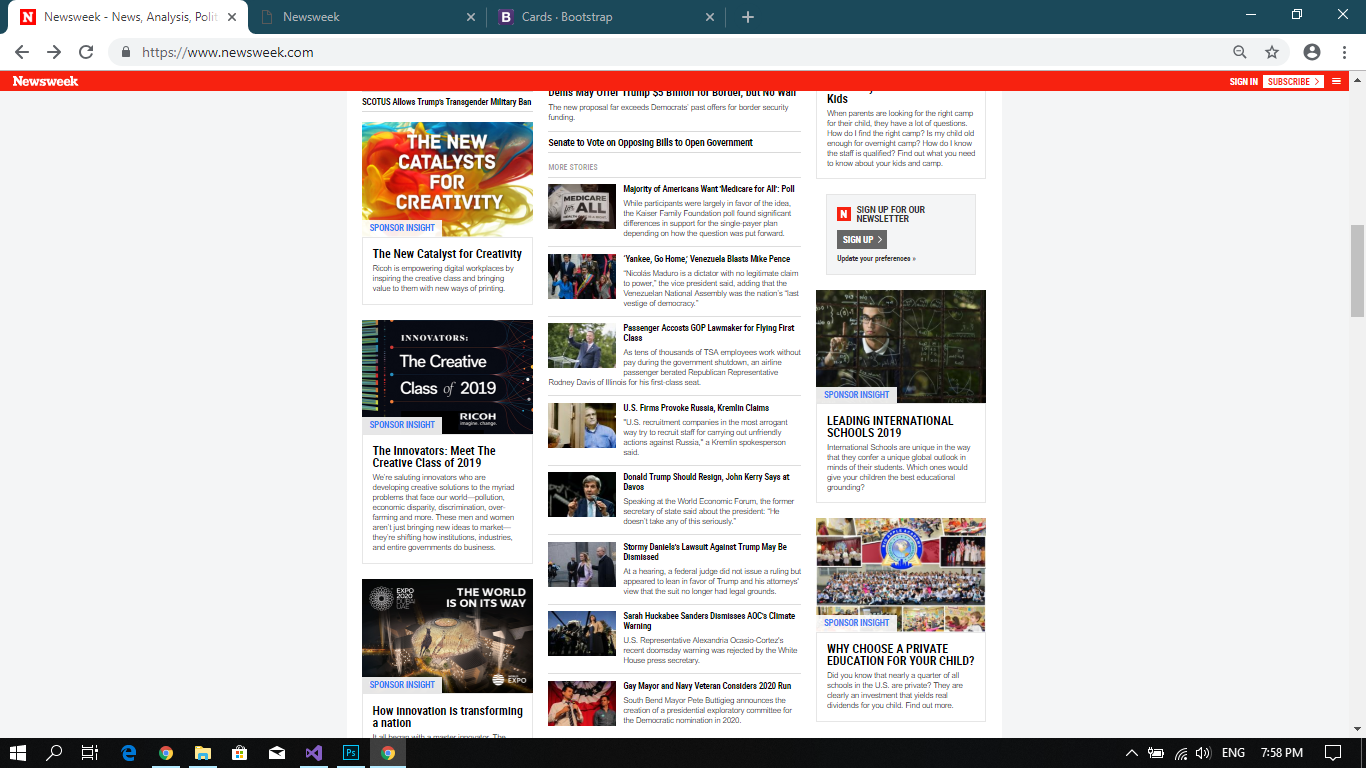 Newsweek - News, Analysis, Polit
Newsweek
Cards · Bootstrap
https://www.newsweek.com
Newsweek
SIGN IN
SUBSCRIBE
SCOTUS Allows Trump's Transgender Military Ban
THE NEW
CATALYSTS
FOR
CREATIVITY
SPONSOR INSIGHT
The New Catalyst for Creativity
Ricoh is empowering digital workplaces by
inspiring the creative class and bringing
value to them with new ways of printing.
INNOVATORS:
The Creative
Class of 2019
RICOH
imagine. change.
SPONSOR INSIGHT
The Innovators: Meet The
Creative Class of 2019
We're saluting innovators who are
developing creative solutions to the myriad
problems that face our world—pollution,
economic disparity, discrimination, over-
farming and more. These men and women
aren't just bringing new ideas to market—
they're shifting how institutions, industries,
and entire governments do business.
EXPO
2020
DUBAI
UAE
THE WORLD
IS ON ITS WAY
WORLD
EXPO
SPONSOR INSIGHT
How innovation is transforming
a nation
It all began with a master innovator. The
Dems May Offer Trump $5 Billion for Border, but No Wall
The new proposal far exceeds Democrats' past offers for border security
funding.
Senate to Vote on Opposing Bills to Open Government
MORE STORIES
MEDICARE
for ALL
Majority of Americans Want 'Medicare for All': Poll
While participants were largely in favor of the idea,
the Kaiser Family Foundation poll found significant
differences in support for the single-payer plan
depending on how the question was put forward.
'Yankee, Go Home,' Venezuela Blasts Mike Pence
"Nicolás Maduro is a dictator with no legitimate claim
to power," the vice president said, adding that the
Venezuelan National Assembly was the nation's "last
vestige of democracy."
Passenger Accosts GOP Lawmaker for Flying First
Class
As tens of thousands of TSA employees work without
pay during the government shutdown, an airline
passenger berated Republican Representative
Rodney Davis of Illinois for his first-class seat.
U.S. Firms Provoke Russia, Kremlin Claims
"U.S. recruitment companies in the most arrogant
way try to recruit staff for carrying out unfriendly
actions against Russia," a Kremlin spokesperson
said.
Donald Trump Should Resign, John Kerry Says at
Davos
Speaking at the World Economic Forum, the former
secretary of state said about the president: "He
doesn't take any of this seriously."
Stormy Daniels's Lawsuit Against Trump May Be
Dismissed
At a hearing, a federal judge did not issue a ruling but
appeared to lean in favor of Trump and his attorneys'
view that the suit no longer had legal grounds.
Sarah Huckabee Sanders Dismisses AOC's Climate
Warning
U.S. Representative Alexandria Ocasio-Cortez's
recent doomsday warning was rejected by the White
House press secretary.
Gay Mayor and Navy Veteran Considers 2020 Run
South Bend Mayor Pete Buttigieg announces the
creation of a presidential exploratory committee for
the Democratic nomination in 2020.
Kids
When parents are looking for the right camp
for their child, they have a lot of questions.
How do I find the right camp? Is my child old
enough for overnight camp? How do I know
the staff is qualified? Find out what you need
to know about your kids and camp.
SIGN UP FOR OUR
NEWSLETTER
SIGN UP
Update your preferences »
SPONSOR INSIGHT
LEADING INTERNATIONAL
SCHOOLS 2019
International Schools are unique in the way
that they confer a unique global outlook in
minds of their students. Which ones would
give your children the best educational
grounding?
SPONSOR INSIGHT
WHY CHOOSE A PRIVATE
EDUCATION FOR YOUR CHILD?
Did you know that nearly a quarter of all
schools in the U.S. are private? They are
clearly an investment that yields real
dividends for you child. Find out more.
ENG
7:58 PM